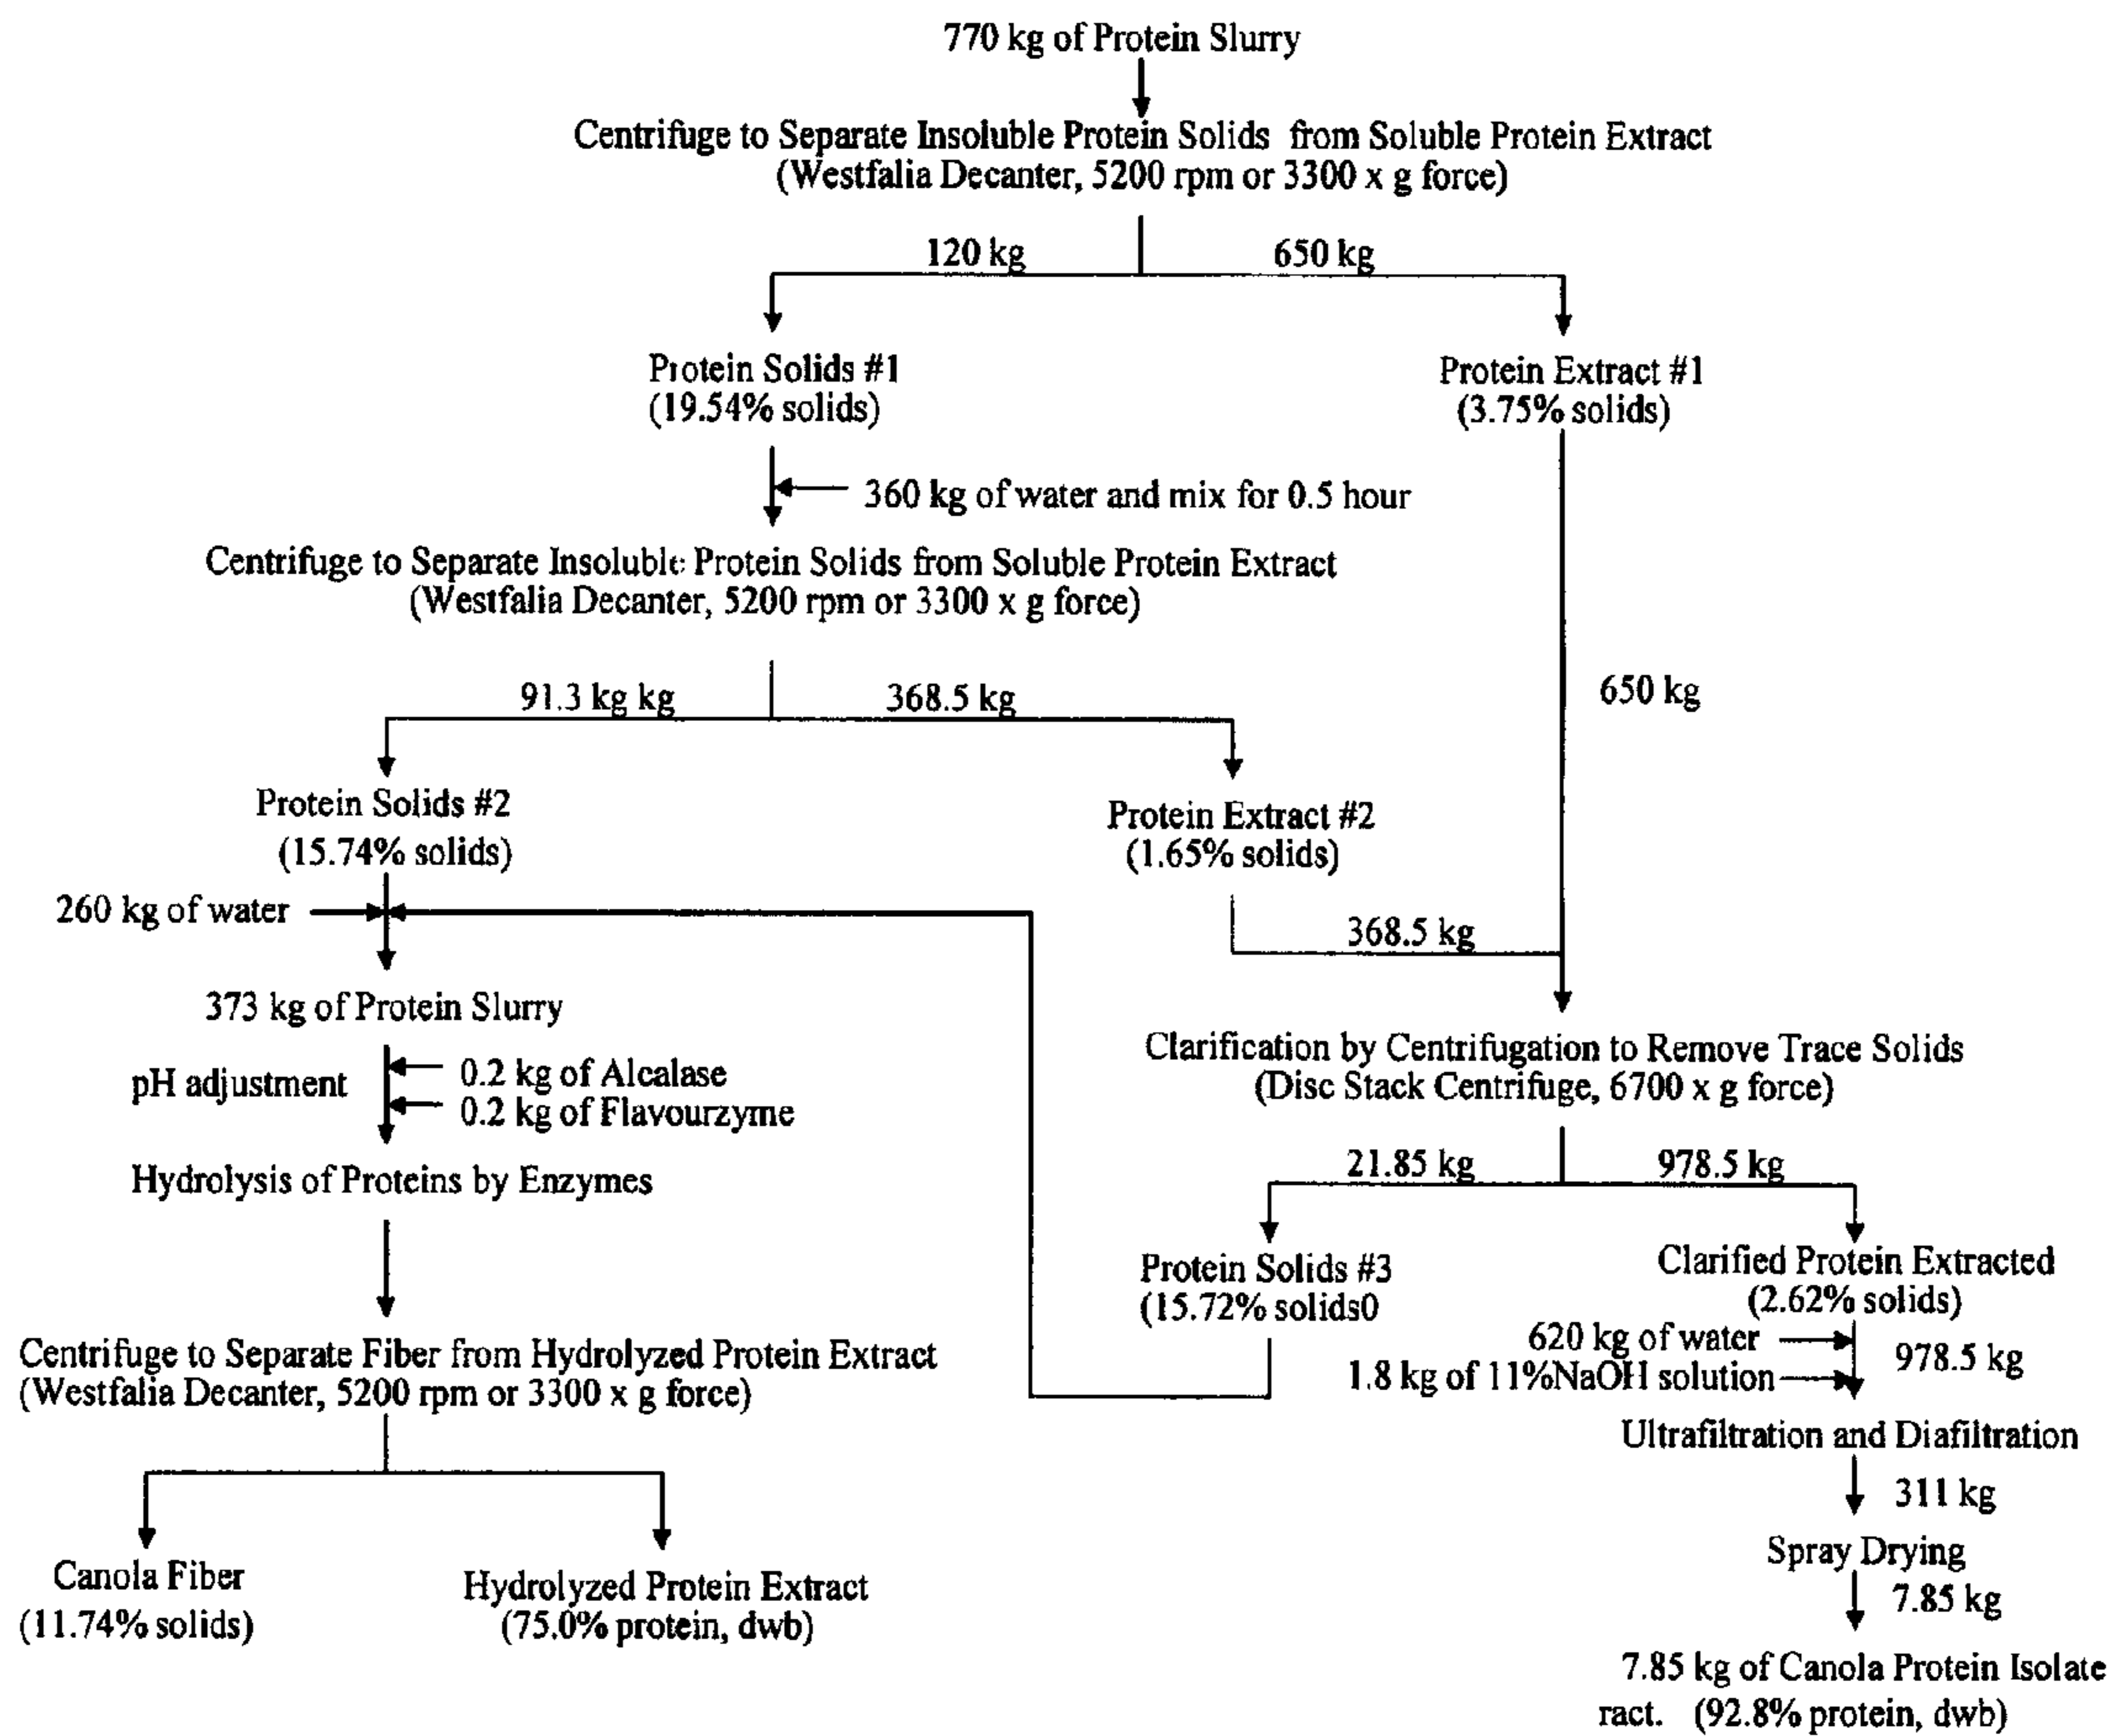 770 kg of Protein Slurry
Centrifuge to Separate Insoluble Protein Solids from Soluble Protein Extract
(Westfalia Decanter, 5200 rpm or 3300 x g force)
120 kg
650 kg
Protein Solids #1
(19.54% solids)
Protein Extract #1
(3.75% solids)
360 kg of water and mix for 0.5 hour
Centrifuge to Separate Insoluble Protein Solids from Soluble Protein Extract
(Westfalia Decanter, 5200 rpm or 3300 x g force)
91.3 kg kg
368.5 kg
650 kg
Protein Solids #2
(15.74% solids)
Protein Extract #2
(1.65% solids)
260 kg of water
368.5 kg
373 kg of Protein Slurry
pH adjustment
0.2 kg of Alcalase
0.2 kg of Flavourzyme
Hydrolysis of Proteins by Enzymes
Clarification by Centrifugation to Remove Trace Solids
(Disc Stack Centrifuge, 6700 x g force)
21.85 kg
978.5 kg
Protein Solids #3
(15.72% solids0
Clarified Protein Extracted
(2.62% solids)
620 kg of water
1.8 kg of 11%NaOH solution
978.5 kg
Centrifuge to Separate Fiber from Hydrolyzed Protein Extract
(Westfalia Decanter, 5200 rpm or 3300 x g force)
Ultrafiltration and Diafiltration
311 kg
Spray Drying
7.85 kg
Canola Fiber
(11.74% solids)
Hydrolyzed Protein Extract
(75.0% protein, dwb)
7.85 kg of Canola Protein Isolate
ract. (92.8% protein, dwb)